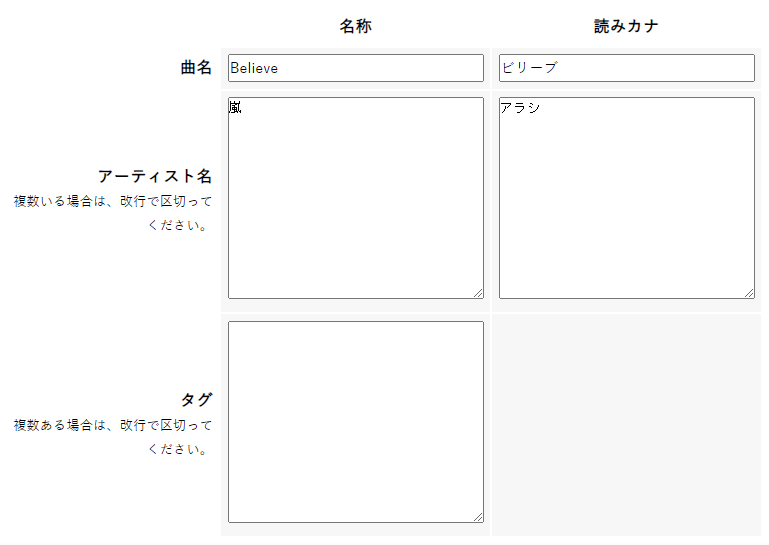 名称 読みカナ
曲名 Believe ビリーブ
嵐 アラシ
アーティスト名
複数いる場合は、改行で区切って
ください。
タグ
複数ある場合は、改行で区切って
ください。